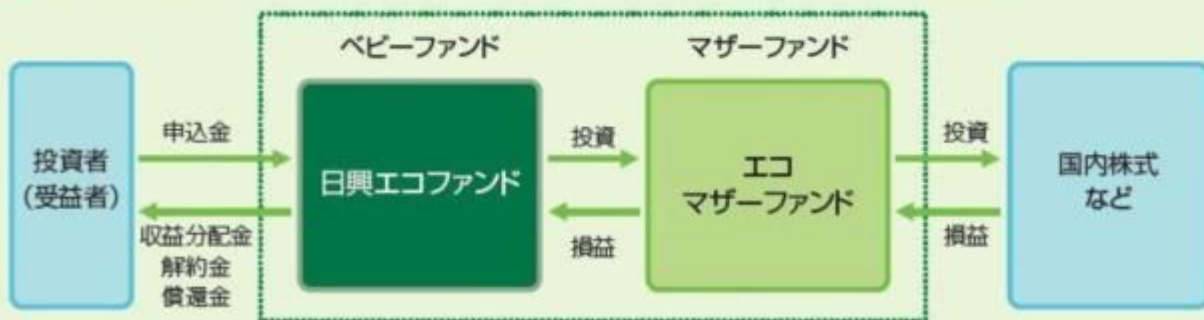 ベビーファンド
マザーファンド
投資者
(受益者)
申込金
収益分配金
解約金
償還金
日興エコファンド
投資
損益
エコ
マザーファンド
投資
損益
国内株式
など